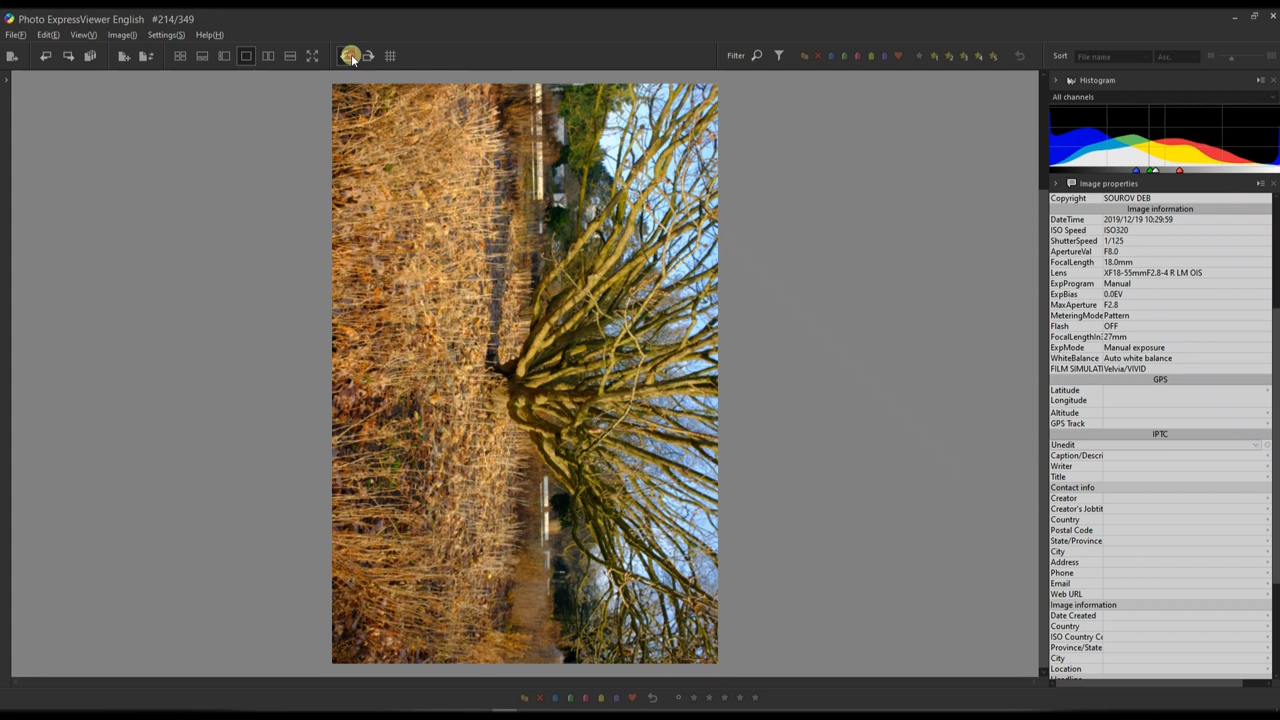 Photo ExpressViewer English #214/349
File(F) Edit(E) View(V) Image(I) Settings(S) Help(H)
Filter
1 2 3 4 5
Sort File name Asc.
Histogram
All channels
Image properties
Copyright SOUROV DEB
Image information
DateTime 2019/12/19 10:29:59
ISO Speed ISO320
ShutterSpeed 1/125
ApertureVal F8.0
FocalLength 18.0mm
Lens XF18-55mmF2.8-4 R LM OIS
ExpProgram Manual
ExpBias 0.0EV
MaxAperture F2.8
MeteringMode Pattern
Flash OFF
FocalLengthIn: 27mm
ExpMode Manual exposure
WhiteBalance Auto white balance
FILM SIMULATI Velvia/VIVID
GPS
Latitude
Longitude
Altitude
GPS Track
IPTC
Unedit
Caption/Descri
Writer
Title
Contact info
Creator
Creator's Jobtit
Country
Postal Code
State/Province
City
Address
Phone
Email
Web URL
Image information
Date Created
Country
ISO Country Co
Province/State
City
Location